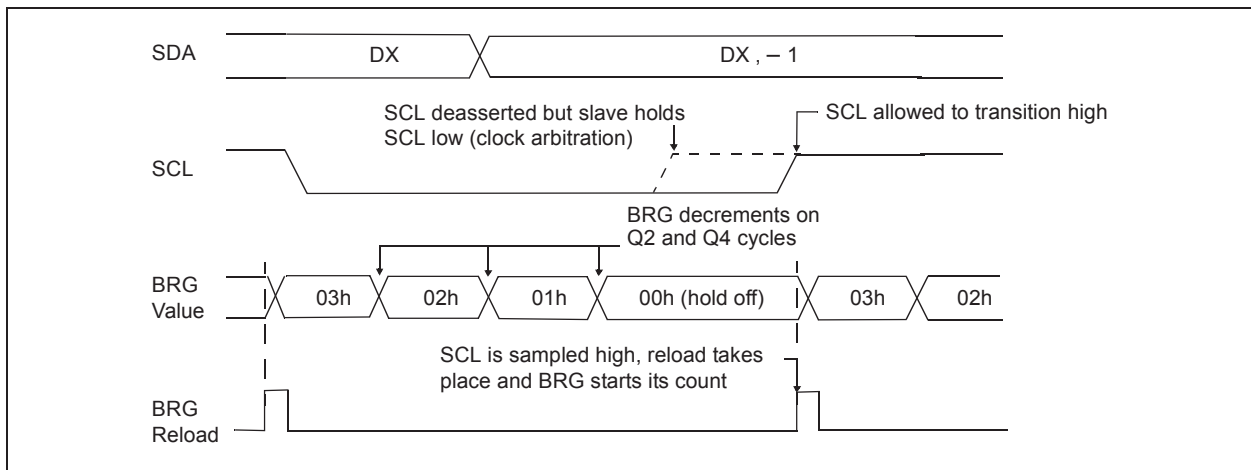 SDA
DX
DX , – 1
SCL deasserted but slave holds
SCL low (clock arbitration)
SCL allowed to transition high
SCL
BRG decrements on
Q2 and Q4 cycles
BRG
Value
03h
02h
01h
00h (hold off)
03h
02h
SCL is sampled high, reload takes
place and BRG starts its count
BRG
Reload